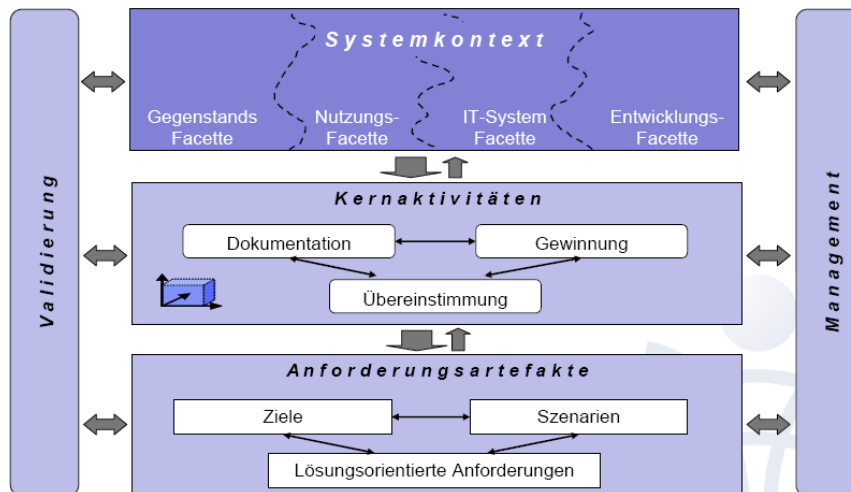 Systemkontext
Gegenstands
Facette
Nutzungs-
Facette
IT-System
Facette
Entwicklungs-
Facette
Validierung
Kernaktivitäten
Dokumentation
Gewinnung
Übereinstimmung
Management
Anforderungsartefakte
Ziele
Szenarien
Lösungsorientierte Anforderungen